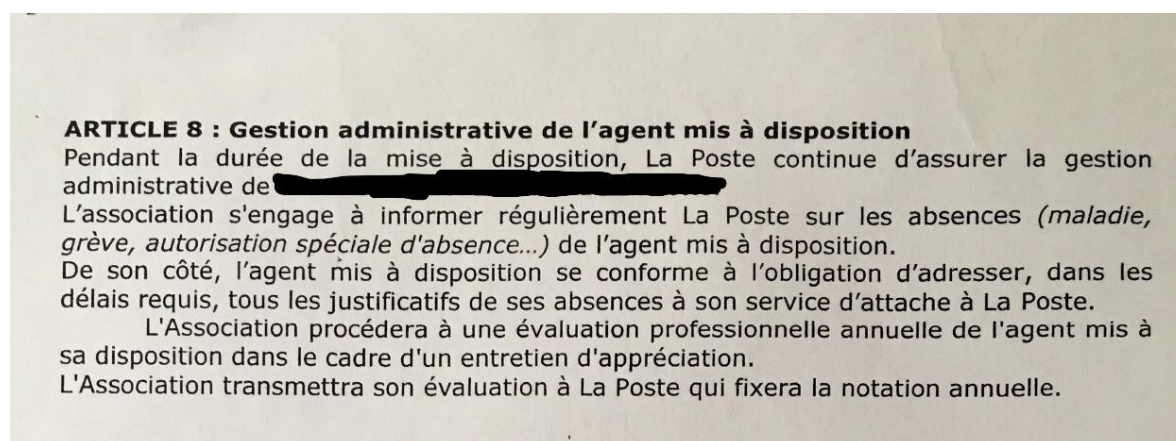 ARTICLE 8 : Gestion administrative de l’agent mis à disposition
Pendant la durée de la mise à disposition, La Poste continue d’assurer la gestion
administrative de
L’association s'engage à informer régulièrement La Poste sur les absences (maladie,
grève, autorisation spéciale d'absence...) de l’agent mis à disposition.
De son côté, l’agent mis à disposition se conforme à l’obligation d’adresser, dans les
délais requis, tous les justificatifs de ses absences à son service d’attache à La Poste.
L'Association procédera à une évaluation professionnelle annuelle de l'agent mis à
sa disposition dans le cadre d'un entretien d'appréciation.
L'Association transmettra son évaluation à La Poste qui fixera la notation annuelle.